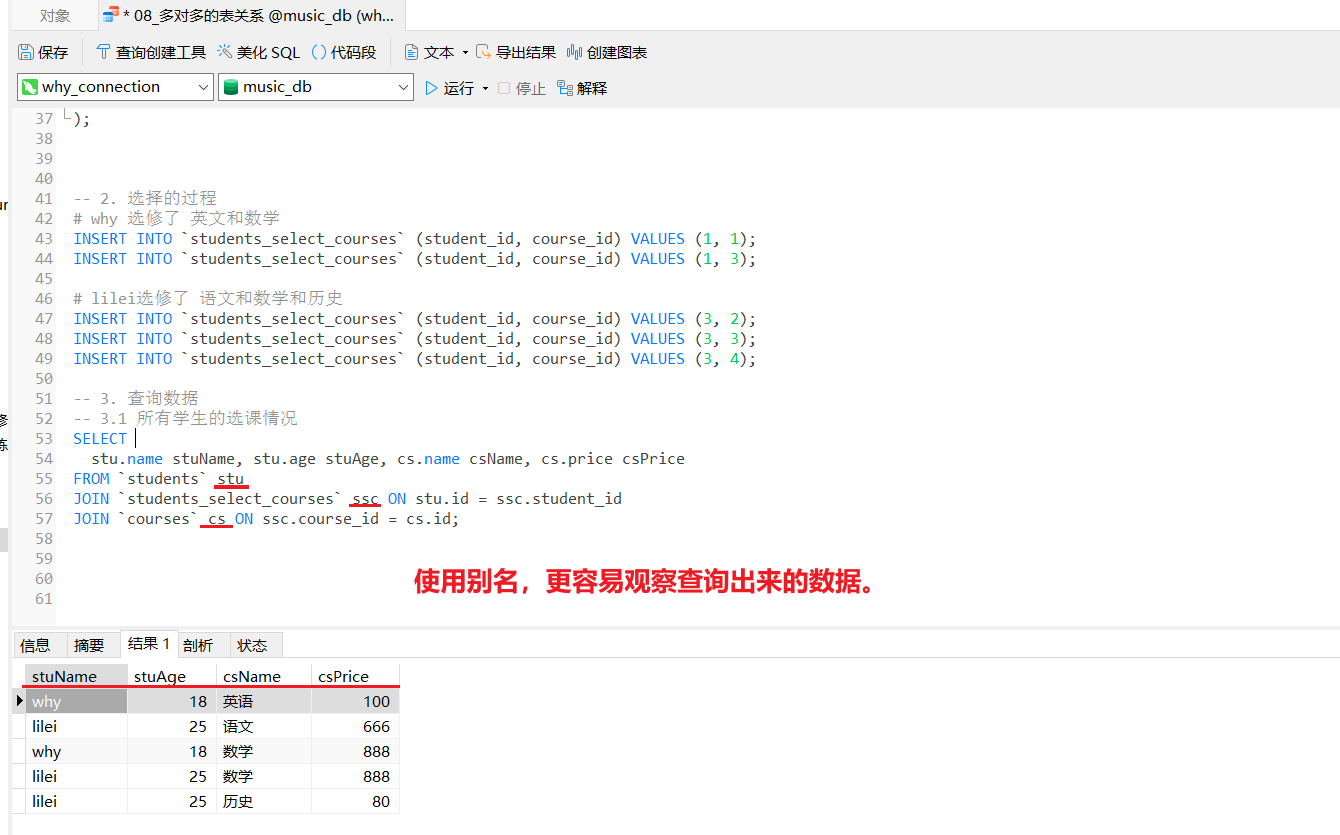 对象
* 08_多对多的表关系 @music_db (wh...
保存 查询创建工具 美化 SQL () 代码段 文本 导出结果 创建图表
why_connection music_db 运行 停止 解释
37 );
38
39
40
41 -- 2. 选择的过程
42 # why 选修了 英文和数学
43 INSERT INTO `students_select_courses` (student_id, course_id) VALUES (1, 1);
44 INSERT INTO `students_select_courses` (student_id, course_id) VALUES (1, 3);
45
46 # lilei选修了 语文和数学和历史
47 INSERT INTO `students_select_courses` (student_id, course_id) VALUES (3, 2);
48 INSERT INTO `students_select_courses` (student_id, course_id) VALUES (3, 3);
49 INSERT INTO `students_select_courses` (student_id, course_id) VALUES (3, 4);
50
51 -- 3. 查询数据
52 -- 3.1 所有学生的选课情况
53 SELECT
54 stu.name stuName, stu.age stuAge, cs.name csName, cs.price csPrice
55 FROM `students` stu
56 JOIN `students_select_courses` ssc ON stu.id = ssc.student_id
57 JOIN `courses` cs ON ssc.course_id = cs.id;
58
59
60
61
使用别名，更容易观察查询出来的数据。
信息 摘要 结果 1 剖析 状态
stuName stuAge csName csPrice
why 18 英语 100
lilei 25 语文 666
why 18 数学 888
lilei 25 数学 888
lilei 25 历史 80